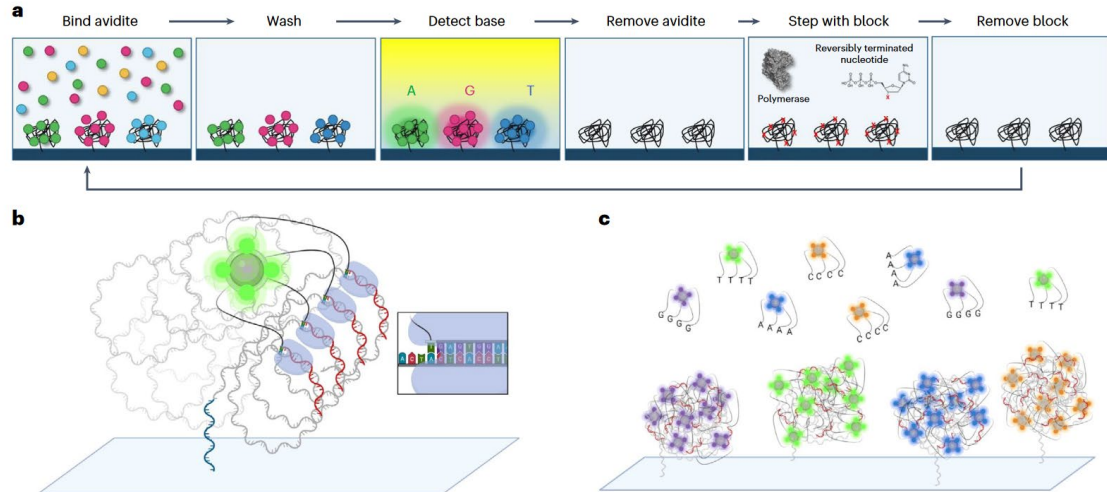 a
Bind avidite
Wash
Detect base
Remove avidite
Step with block
Remove block
A
G
T
Polymerase
Reversibly terminated
nucleotide
b
c
T T T T
C C C C
A
A
A
A
G G G G
A A A A
C C C C
G G G G
T T T T